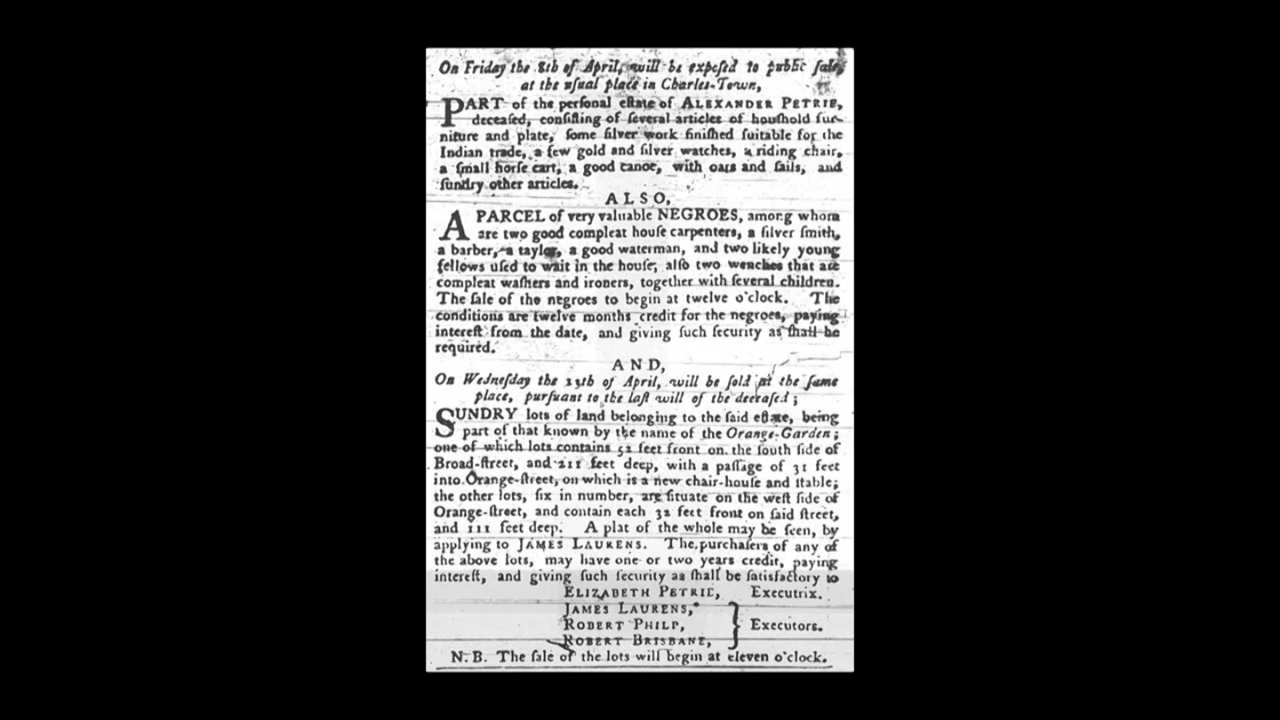 On Friday the 8th of April, will be expoſed to public ſale,
at the uſual place in Charles-Town,
PART of the perſonal eſtate of ALEXANDER PETRIE,
deceaſed, conſiſting of ſeveral articles of houſhold fur-
niture and plate, ſome ſilver work finiſhed ſuitable for the
Indian trade, a few gold and ſilver watches, a riding chair,
a ſmall horſe cart, a good canoe, with oars and ſails, and
ſundry other articles.
ALSO,
A PARCEL of very valuable NEGROES, among whom
are two good compleat houſe carpenters, a ſilver ſmith,
a barber, a taylor, a good waterman, and two likely young
fellows uſed to wait in the houſe; alſo two wenches that are
compleat waſhers and ironers, together with ſeveral children.
The ſale of the negroes to begin at twelve o'clock. The
conditions are twelve months credit for the negroes, paying
intereſt from the date, and giving ſuch ſecurity as ſhall be
required.
AND,
On Wedneſday the 13th of April, will be ſold at the ſame
place, purſuant to the laſt will of the deceaſed;
SUNDRY lots of land belonging to the ſaid eſtate, being
part of that known by the name of the Orange-Garden;
one of which lots contains 52 feet front on the ſouth ſide of
Broad-ſtreet, and 211 feet deep, with a paſſage of 31 feet
into Orange-ſtreet, on which is a new chair-houſe and ſtable;
the other lots, ſix in number, are ſituate on the weſt ſide of
Orange-ſtreet, and contain each 32 feet front on ſaid ſtreet,
and 111 feet deep. A plat of the whole may be ſeen, by
applying to JAMES LAURENS. The purchaſers of any of
the above lots, may have one or two years credit, paying
intereſt, and giving ſuch ſecurity as ſhall be ſatisfactory to
ELIZABETH PETRIE, Executrix.
JAMES LAURENS,
ROBERT PHILP, } Executors.
ROBERT BRISBANE,
N. B. The ſale of the lots will begin at eleven o'clock.